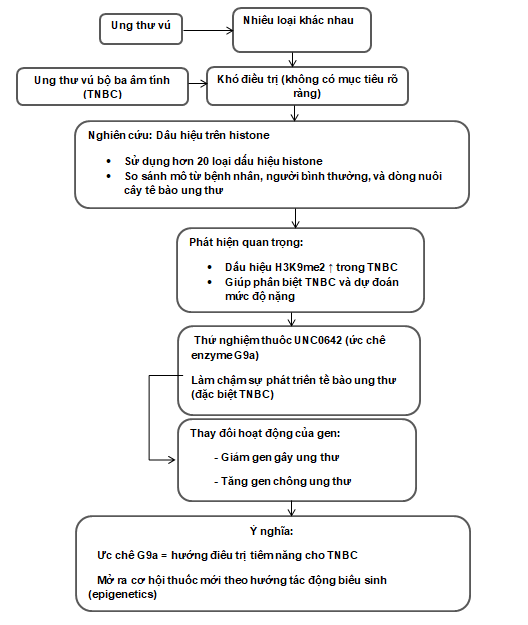 Ung thư vú
Nhiều loại khác nhau
Ung thư vú bộ ba âm tính
(TNBC)
Khó điều trị (không có mục tiêu rõ
ràng)
Nghiên cứu: Dấu hiệu trên histone
• Sử dụng hơn 20 loại dấu hiệu histone
• So sánh mô từ bệnh nhân, người bình thường, và dòng nuôi
cấy tế bào ung thư
Phát hiện quan trọng:
• Dấu hiệu H3K9me2 ↑ trong TNBC
• Giúp phân biệt TNBC và dự đoán
mức độ nặng
Thử nghiệm thuốc UNC0642 (ức chế
enzyme G9a)
Làm chậm sự phát triển tế bào ung thư
(đặc biệt TNBC)
Thay đổi hoạt động của gen:
- Giảm gen gây ung thư
- Tăng gen chống ung thư
Ý nghĩa:
Ức chế G9a = hướng điều trị tiềm năng cho TNBC
Mở ra cơ hội thuốc mới theo hướng tác động biểu sinh
(epigenetics)